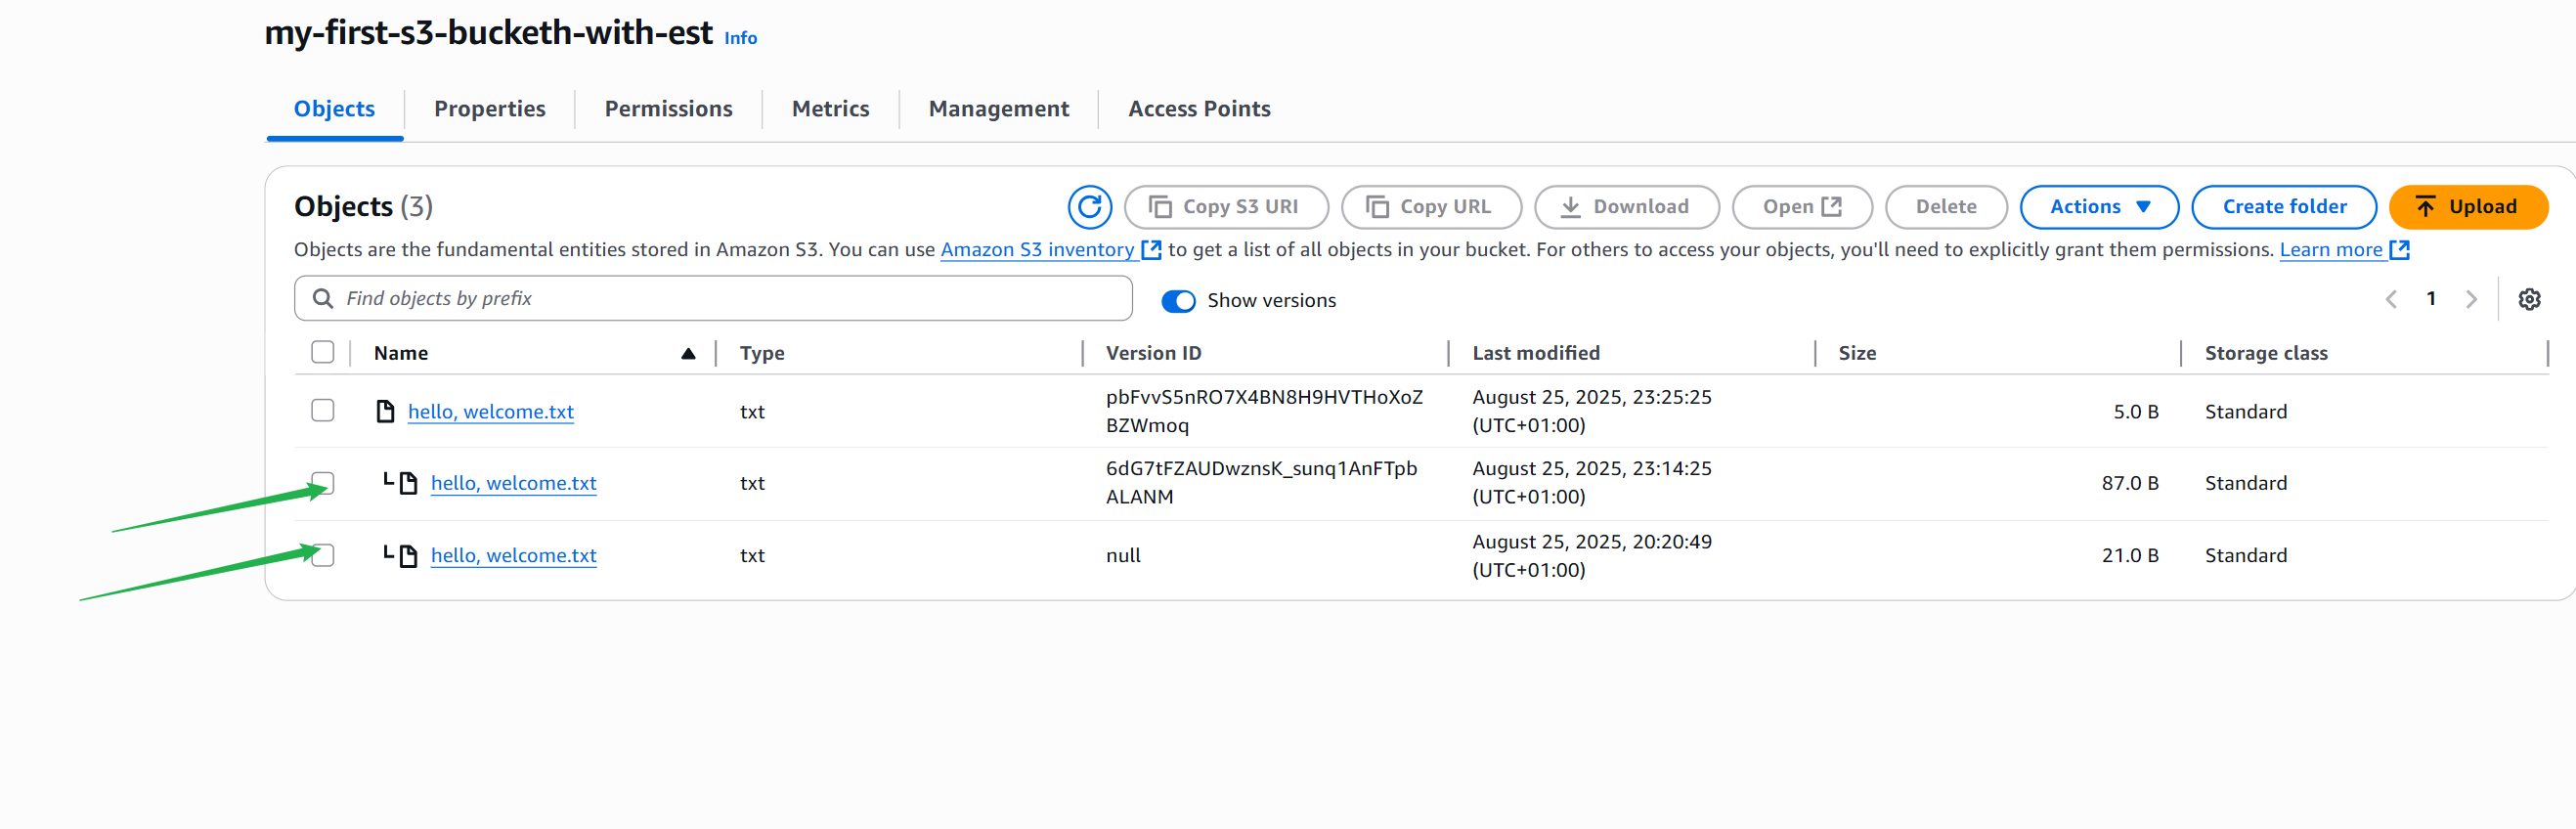 my-first-s3-bucketh-with-est Info
Objects Properties Permissions Metrics Management Access Points
Objects (3) Copy S3 URI Copy URL Download Open Delete Actions Create folder Upload
Objects are the fundamental entities stored in Amazon S3. You can use Amazon S3 inventory to get a list of all objects in your bucket. For others to access your objects, you'll need to explicitly grant them permissions. Learn more
Find objects by prefix Show versions 1
Name Type Version ID Last modified Size Storage class
hello, welcome.txt txt pbFvvS5nRO7X4BN8H9HVTHoXoZ August 25, 2025, 23:25:25 5.0 B Standard
BZWmoq (UTC+01:00)
hello, welcome.txt txt 6dG7tFZAUDwznsK_sunq1AnFTpb August 25, 2025, 23:14:25 87.0 B Standard
ALANM (UTC+01:00)
hello, welcome.txt txt null August 25, 2025, 20:20:49 21.0 B Standard
(UTC+01:00)